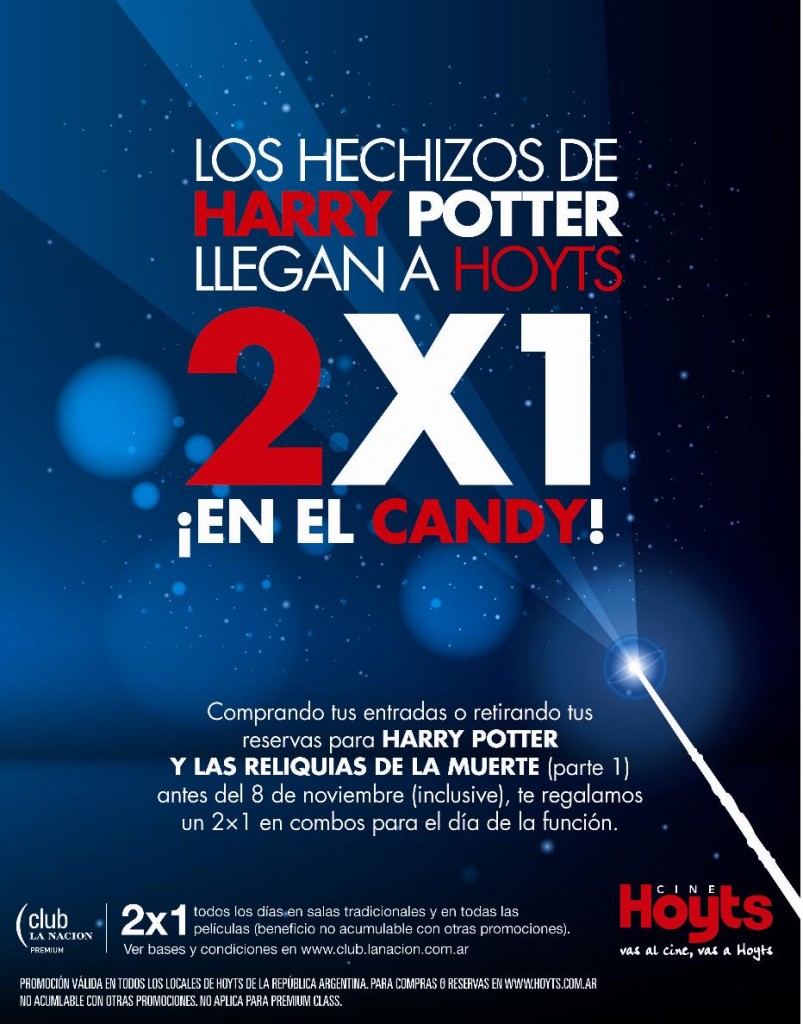 LOS HECHIZOS DE
HARRY POTTER
LLEGAN A HOYTS
2X1
¡EN EL CANDY!
Comprando tus entradas o retirando tus
reservas para HARRY POTTER
Y LAS RELIQUIAS DE LA MUERTE (parte 1)
antes del 8 de noviembre (inclusive), te regalamos
un 2×1 en combos para el día de la función.
club
LA NACION
PREMIUM
2x1 todos los días en salas tradicionales y en todas las
películas (beneficio no acumulable con otras promociones).
Ver bases y condiciones en www.club.lanacion.com.ar
CINE
Hoyts
vas al cine, vas a Hoyts
PROMOCIÓN VÁLIDA EN TODOS LOS LOCALES DE HOYTS DE LA REPÚBLICA ARGENTINA. PARA COMPRAS O RESERVAS EN WWW.HOYTS.COM.AR
NO ACUMLABLE CON OTRAS PROMOCIONES. NO APLICA PARA PREMIUM CLASS.